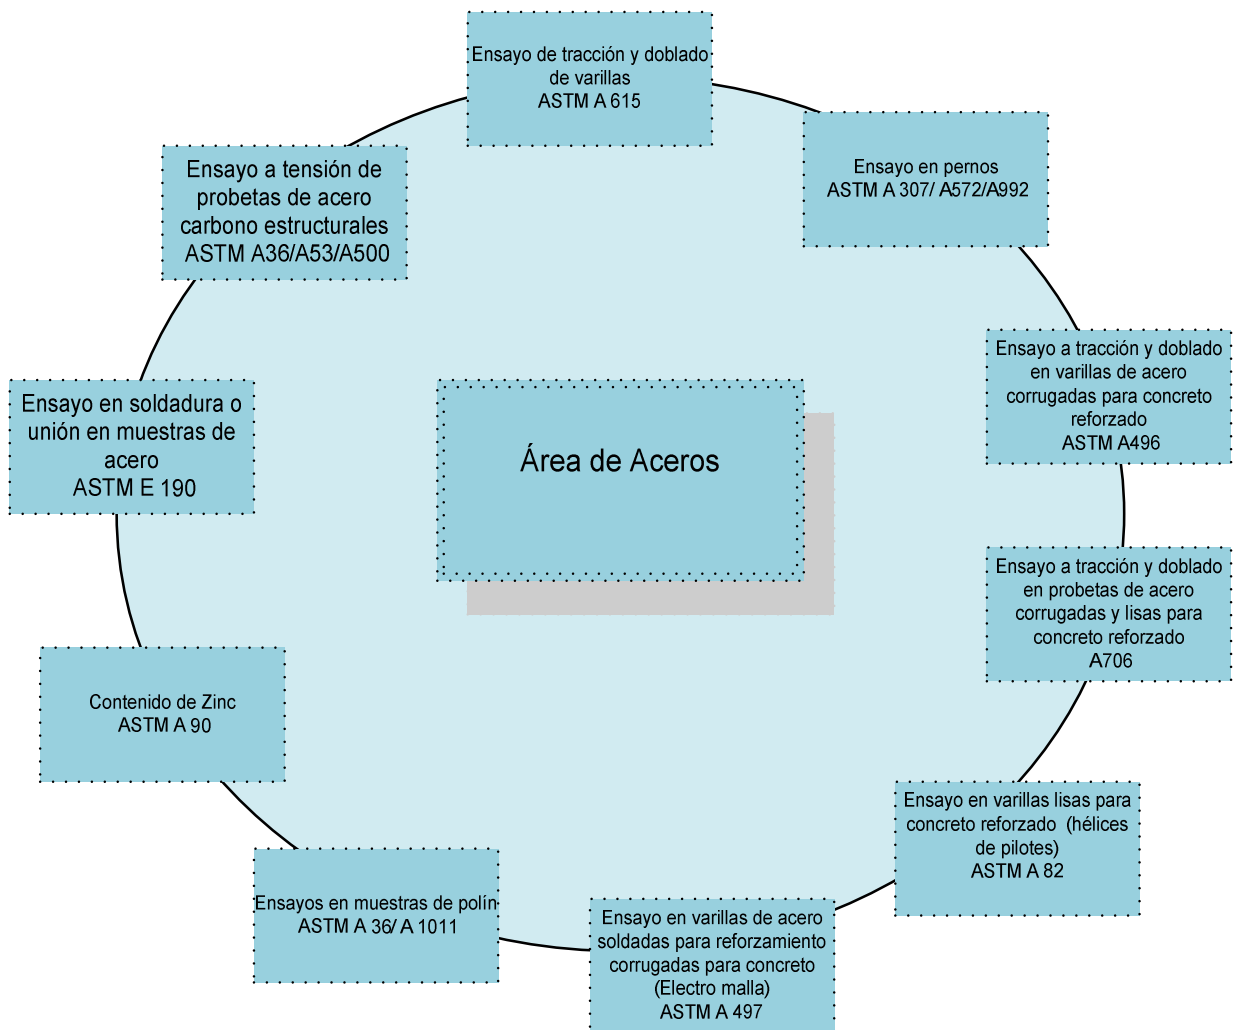 Ensayo de tracción y doblado
de varillas
ASTM A 615
Ensayo en pernos
ASTM A 307/ A572/A992
Ensayo a tensión de
probetas de acero
carbono estructurales
ASTM A36/A53/A500
Ensayo a tracción y doblado
en varillas de acero
corrugadas para concreto
reforzado
ASTM A496
Ensayo en soldadura o
unión en muestras de
acero
ASTM E 190
Área de Aceros
Ensayo a tracción y doblado
en probetas de acero
corrugadas y lisas para
concreto reforzado
A706
Contenido de Zinc
ASTM A 90
Ensayo en varillas lisas para
concreto reforzado  (hélices
de pilotes)
ASTM A 82
Ensayos en muestras de polín
ASTM A 36/ A 1011
Ensayo en varillas de acero
soldadas para reforzamiento
corrugadas para concreto
(Electro malla)
ASTM A 497